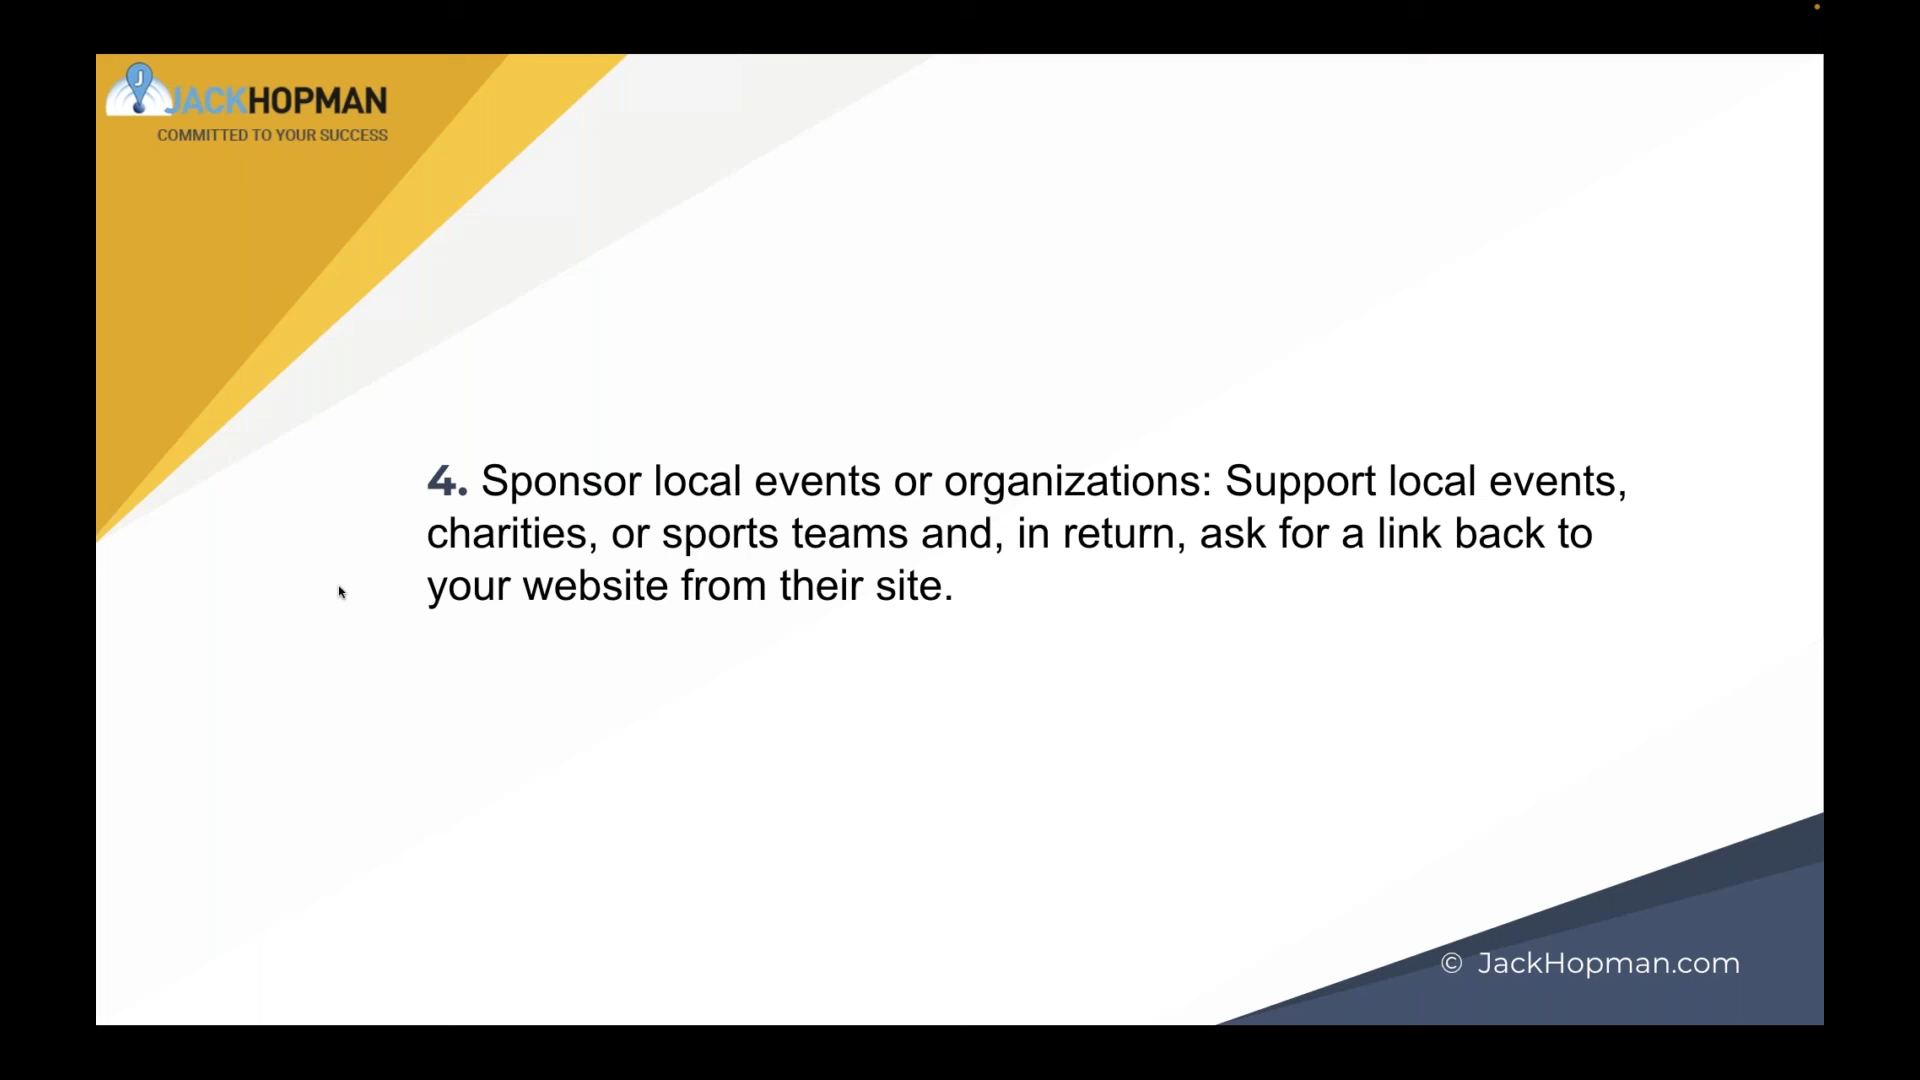 J
JACKHOPMAN
COMMITTED TO YOUR SUCCESS
4. Sponsor local events or organizations: Support local events,
charities, or sports teams and, in return, ask for a link back to
your website from their site.
© JackHopman.com